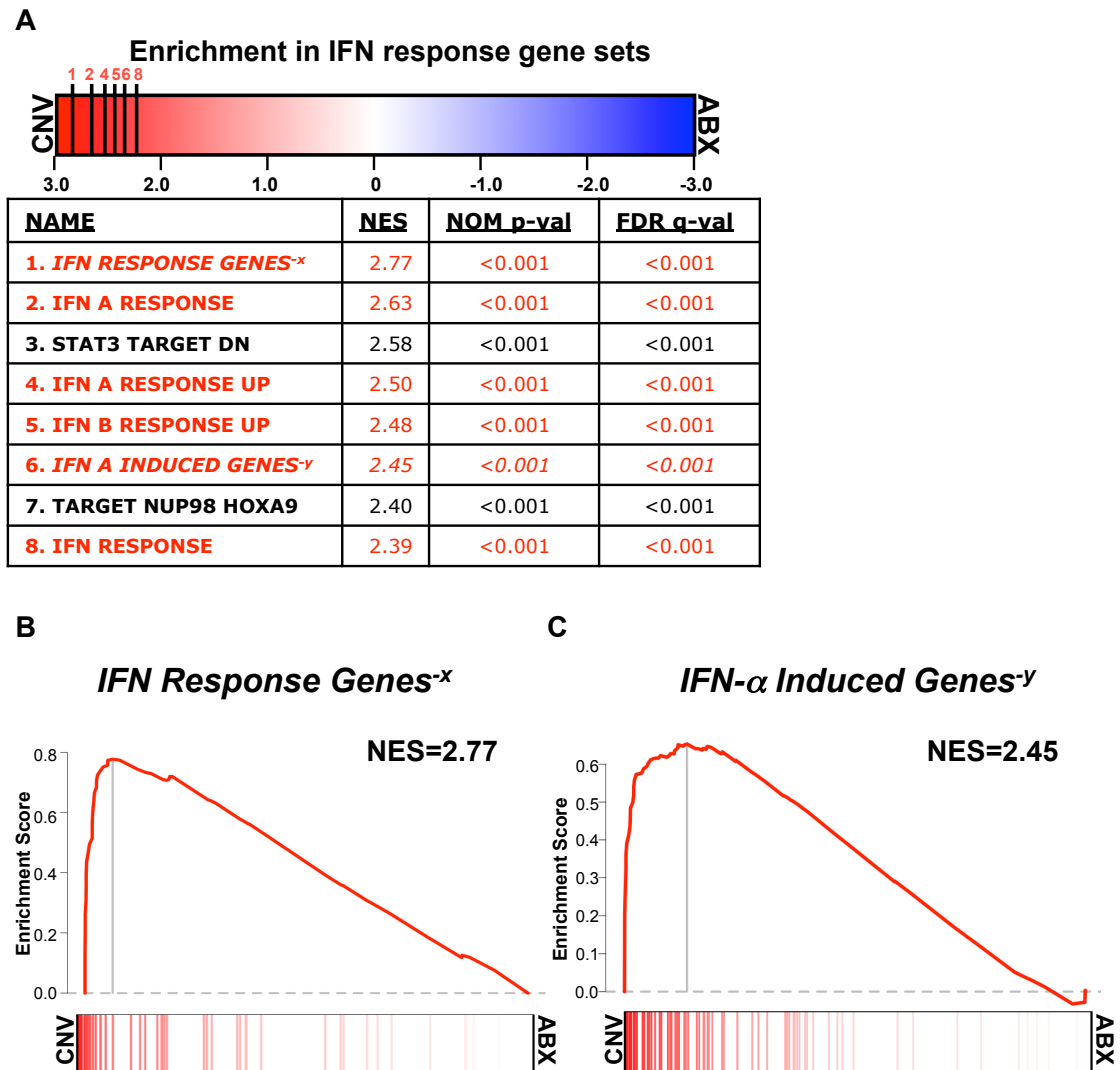 A
Enrichment in IFN response gene sets
1 2 4 5 6 8
CNV ABX
3.0 2.0 1.0 0 -1.0 -2.0 -3.0
NAME NES NOM p-val FDR q-val
1. IFN RESPONSE GENES-x 2.77 <0.001 <0.001
2. IFN A RESPONSE 2.63 <0.001 <0.001
3. STAT3 TARGET DN 2.58 <0.001 <0.001
4. IFN A RESPONSE UP 2.50 <0.001 <0.001
5. IFN B RESPONSE UP 2.48 <0.001 <0.001
6. IFN A INDUCED GENES-y 2.45 <0.001 <0.001
7. TARGET NUP98 HOXA9 2.40 <0.001 <0.001
8. IFN RESPONSE 2.39 <0.001 <0.001
B
IFN Response Genes-x
NES=2.77
Enrichment Score
0.8
0.6
0.4
0.2
0.0
CNV ABX
C
IFN-α Induced Genes-y
NES=2.45
Enrichment Score
0.6
0.5
0.4
0.3
0.2
0.1
0.0
CNV ABX